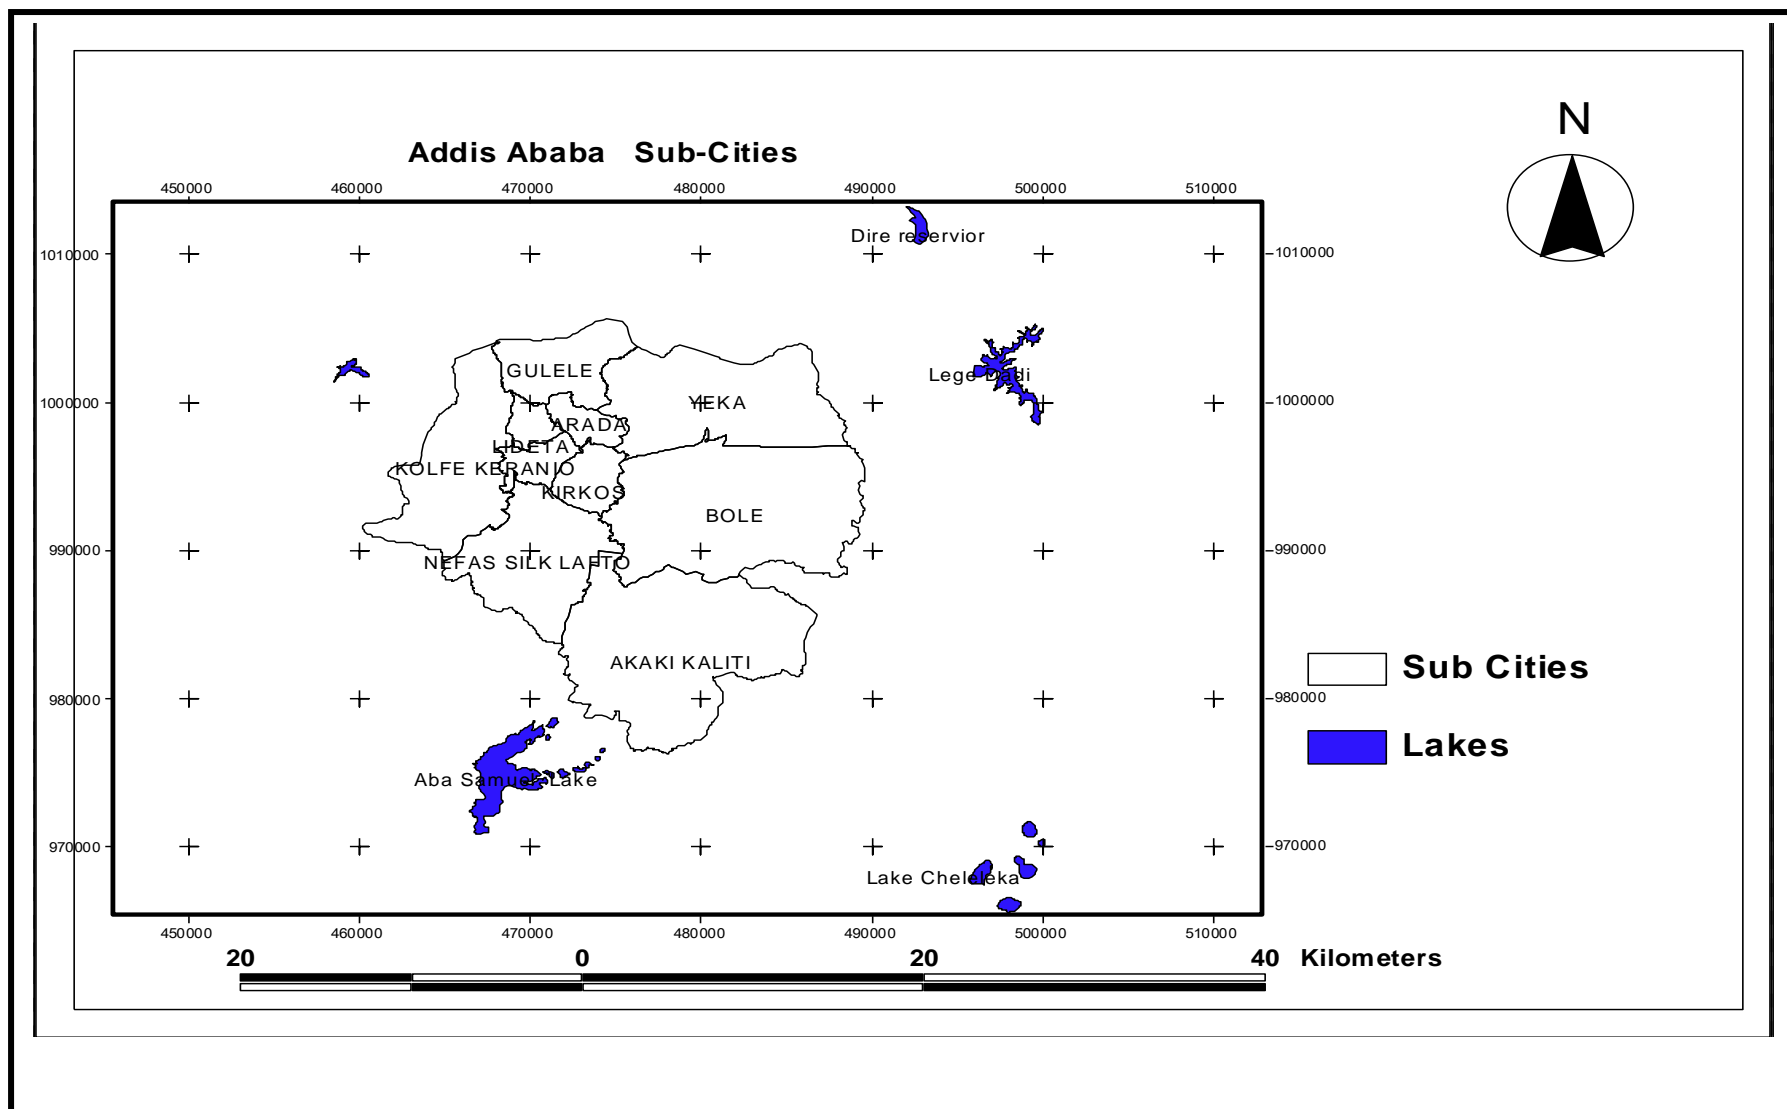 N
Addis Ababa   Sub-Cities
450000 460000 470000 480000 490000 500000 510000
Dire reservior
1010000 1010000
GULELE
Lege Dadi
YEKA
1000000 1000000
ARADA
LIDETA
KOLFE KERANIO
KIRKOS
BOLE
990000 990000
NEFAS SILK LAFTO
AKAKI KALITI
Sub Cities
980000 980000
Lakes
Aba Samuel Lake
970000 970000
Lake Cheleleka
450000 460000 470000 480000 490000 500000 510000
20 0 20 40 Kilometers